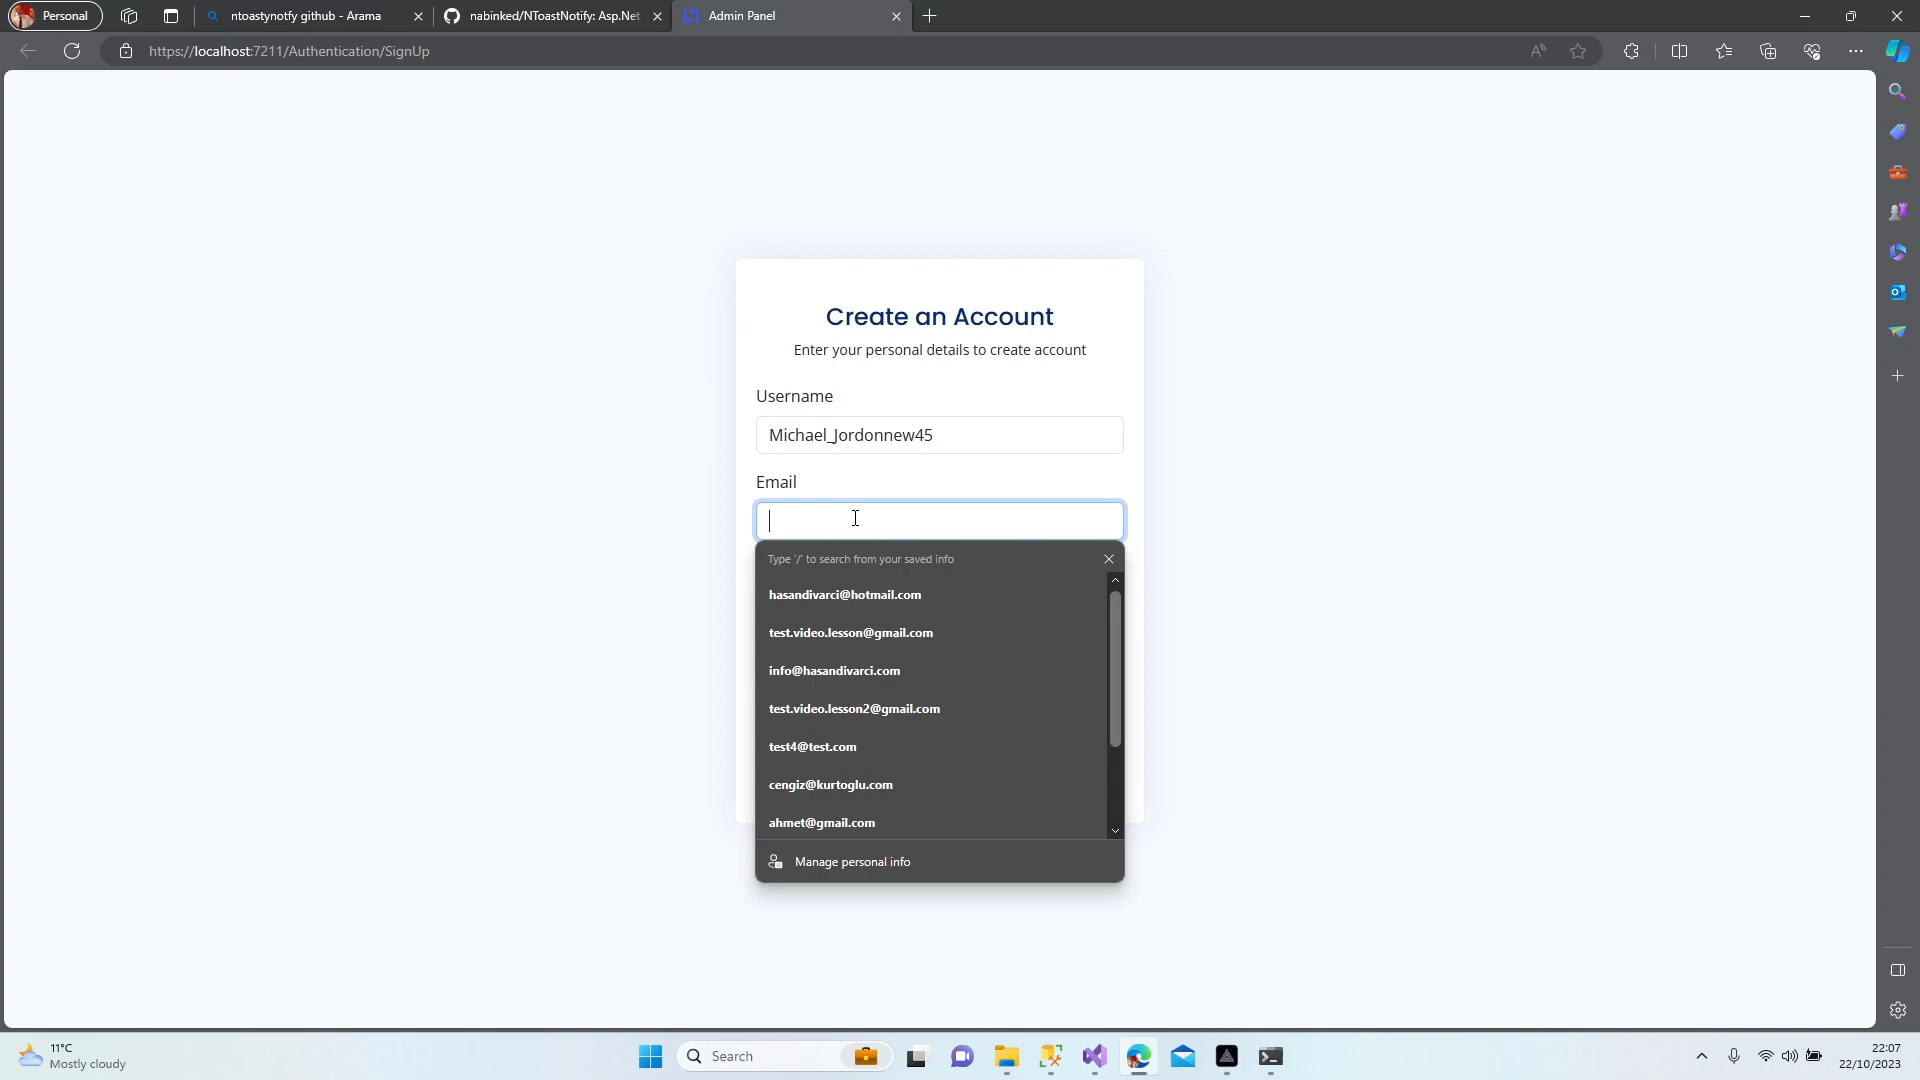 Personal
ntoastynotfy github - Arama
nabinked/NToastNotify: Asp.Net
Admin Panel
https://localhost:7211/Authentication/SignUp
Create an Account
Enter your personal details to create account
Username
Michael_Jordonnew45
Email
Type '/' to search from your saved info
hasandivarci@hotmail.com
test.video.lesson@gmail.com
info@hasandivarci.com
test.video.lesson2@gmail.com
test4@test.com
cengiz@kurtoglu.com
ahmet@gmail.com
Manage personal info
11°C
Mostly cloudy
Search
22:07
22/10/2023